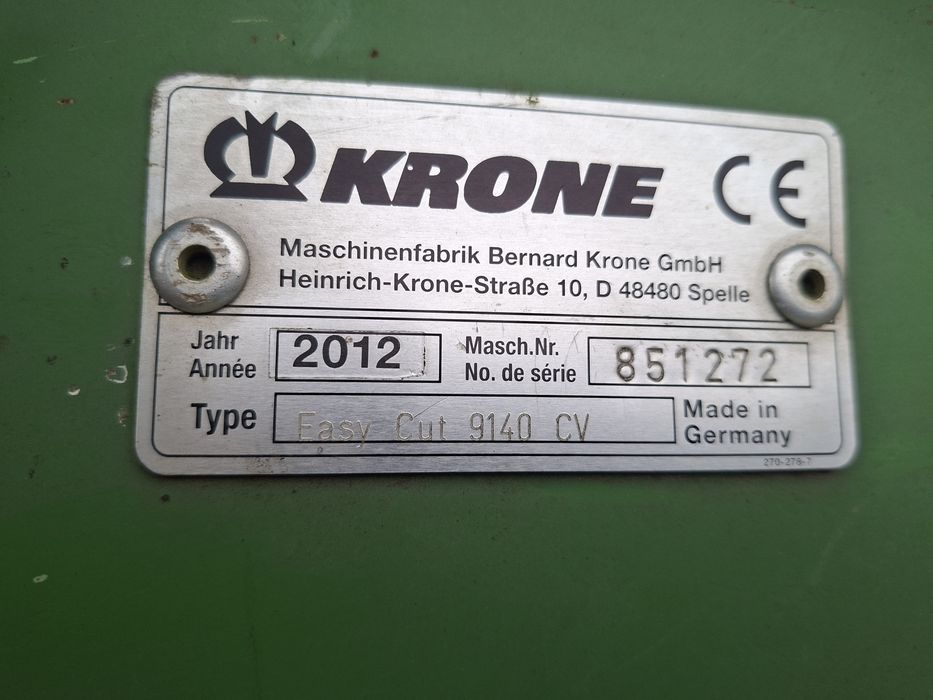 KRONE CE
Maschinenfabrik Bernard Krone GmbH
Heinrich-Krone-Straße 10, D 48480 Spelle
Jahr
Année
2012
Masch.Nr.
No. de série
851272
Type
Easy Cut 9140 CV
Made in
Germany
270-278-7